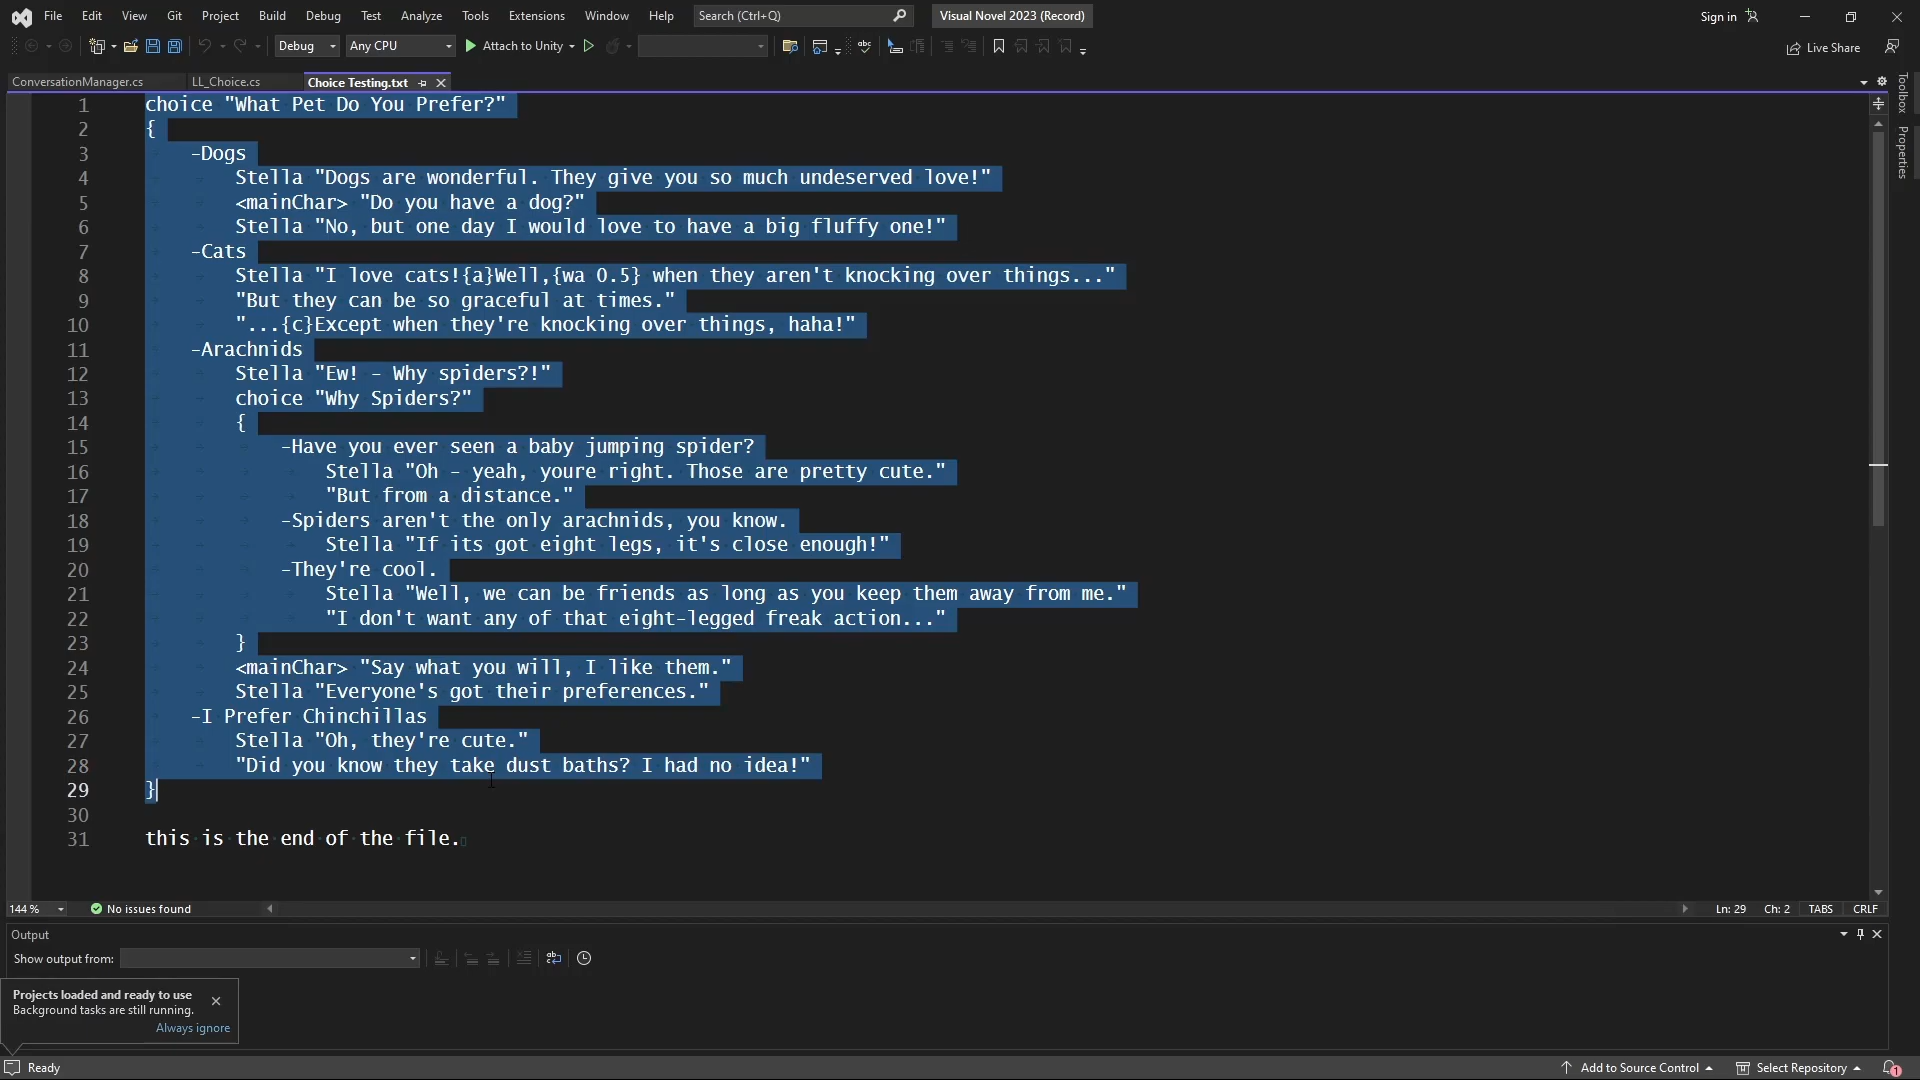 File Edit View Git Project Build Debug Test Analyze Tools Extensions Window Help Search (Ctrl+Q) Visual Novel 2023 (Record) Sign in
Debug Any CPU Attach to Unity Live Share
ConversationManager.cs LL_Choice.cs Choice Testing.txt
Toolbox
Properties
1 choice "What Pet Do You Prefer?"
2 {
3 -Dogs
4 Stella "Dogs are wonderful. They give you so much undeserved love!"
5 <mainChar> "Do you have a dog?"
6 Stella "No, but one day I would love to have a big fluffy one!"
7 -Cats
8 Stella "I love cats!{a}Well,{wa 0.5} when they aren't knocking over things..."
9 "But they can be so graceful at times."
10 "...{c}Except when they're knocking over things, haha!"
11 -Arachnids
12 Stella "Ew! - Why spiders?!"
13 choice "Why Spiders?"
14 {
15 -Have you ever seen a baby jumping spider?
16 Stella "Oh - yeah, youre right. Those are pretty cute."
17 "But from a distance."
18 -Spiders aren't the only arachnids, you know.
19 Stella "If its got eight legs, it's close enough!"
20 -They're cool.
21 Stella "Well, we can be friends as long as you keep them away from me."
22 "I don't want any of that eight-legged freak action..."
23 }
24 <mainChar> "Say what you will, I like them."
25 Stella "Everyone's got their preferences."
26 -I Prefer Chinchillas
27 Stella "Oh, they're cute."
28 "Did you know they take dust baths? I had no idea!"
29 }
30
31 this is the end of the file.
144 % No issues found Ln: 29 Ch: 2 TABS CRLF
Output
Show output from:
Projects loaded and ready to use
Background tasks are still running.
Always ignore
Ready Add to Source Control Select Repository 1